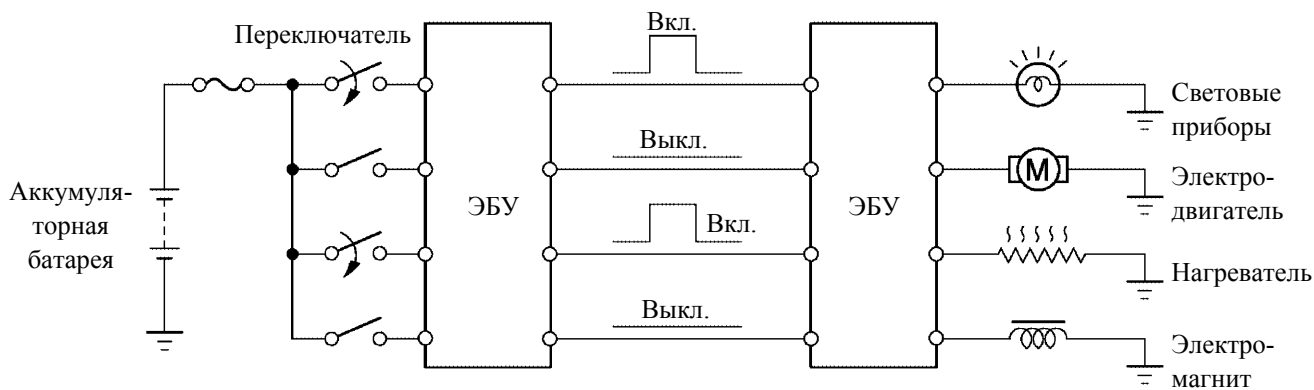 Вкл.
Переключатель
Световые
приборы
Выкл.
Аккумуля-
торная
батарея
ЭБУ
ЭБУ
М
Электро-
двигатель
Вкл.
Нагреватель
Выкл.
Электро-
магнит